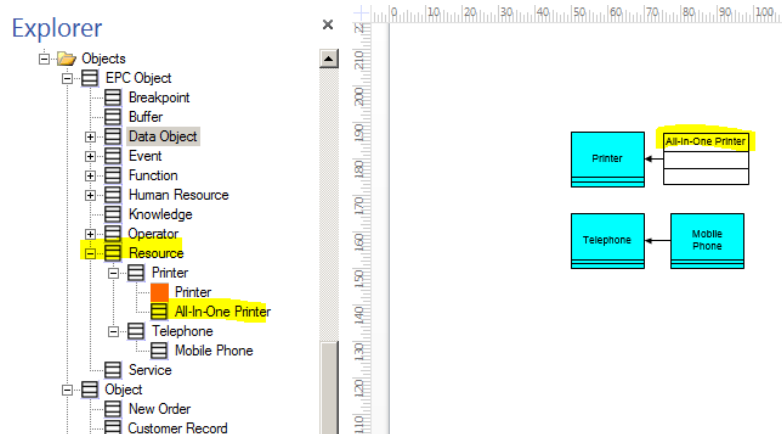 Explorer
×
Objects
EPC Object
Breakpoint
Buffer
Data Object
Event
Function
Human Resource
Knowledge
Operator
Resource
Printer
Printer
All-In-One Printer
Telephone
Mobile Phone
Service
Object
New Order
Customer Record
0 10 20 30 40 50 60 70 80 90 100
210
200
190
180
170
160
150
140
130
120
110
Printer
All-In-One Printer
Telephone
Mobile
Phone